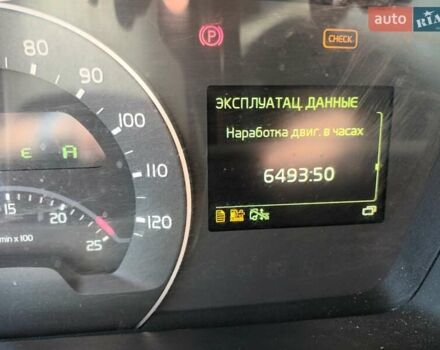 auto RIA
CHECK
P
80
90
100
110
120
ЭКСПЛУАТАЦ. ДАННЫЕ
Наработка двиг. в часах
6493:50
ε A
15
20
25
min x 100